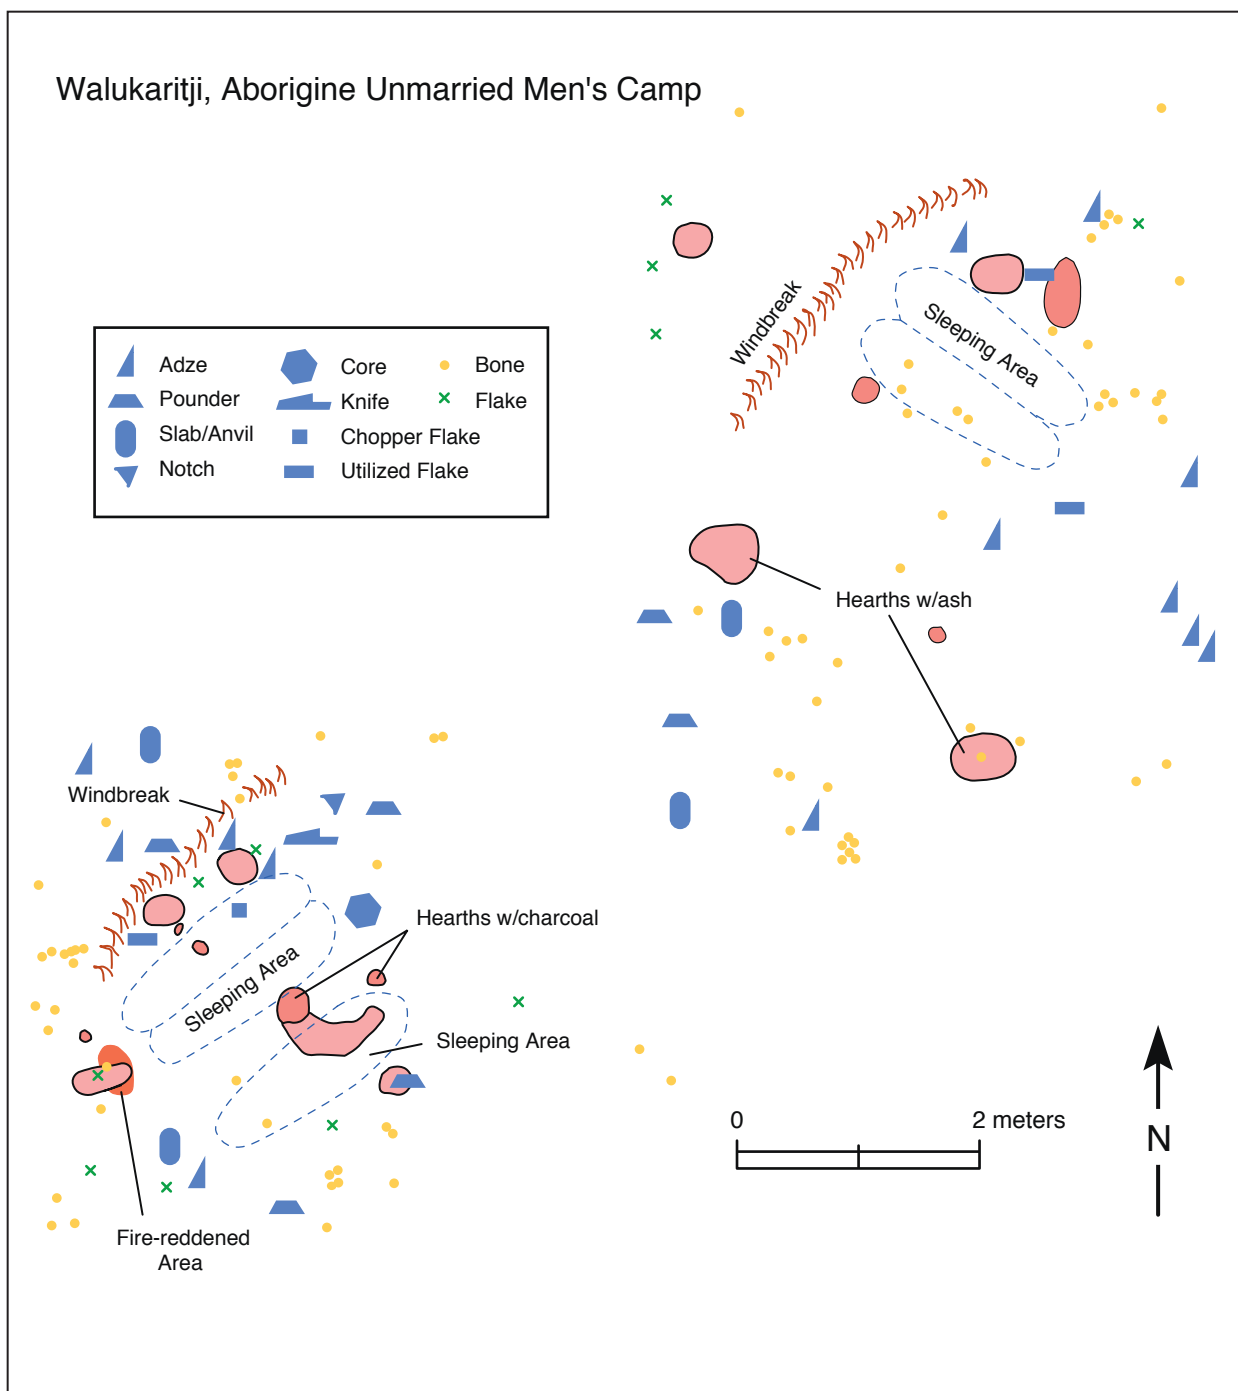 Walukaritji, Aborigine Unmarried Men's Camp
Windbreak
Sleeping Area
Adze
Pounder
Slab/Anvil
Notch
Core
Knife
Chopper Flake
Utilized Flake
Bone
Flake
Hearths w/ash
Windbreak
Hearths w/charcoal
Sleeping Area
Sleeping Area
0
2 meters
N
Fire-reddened
Area